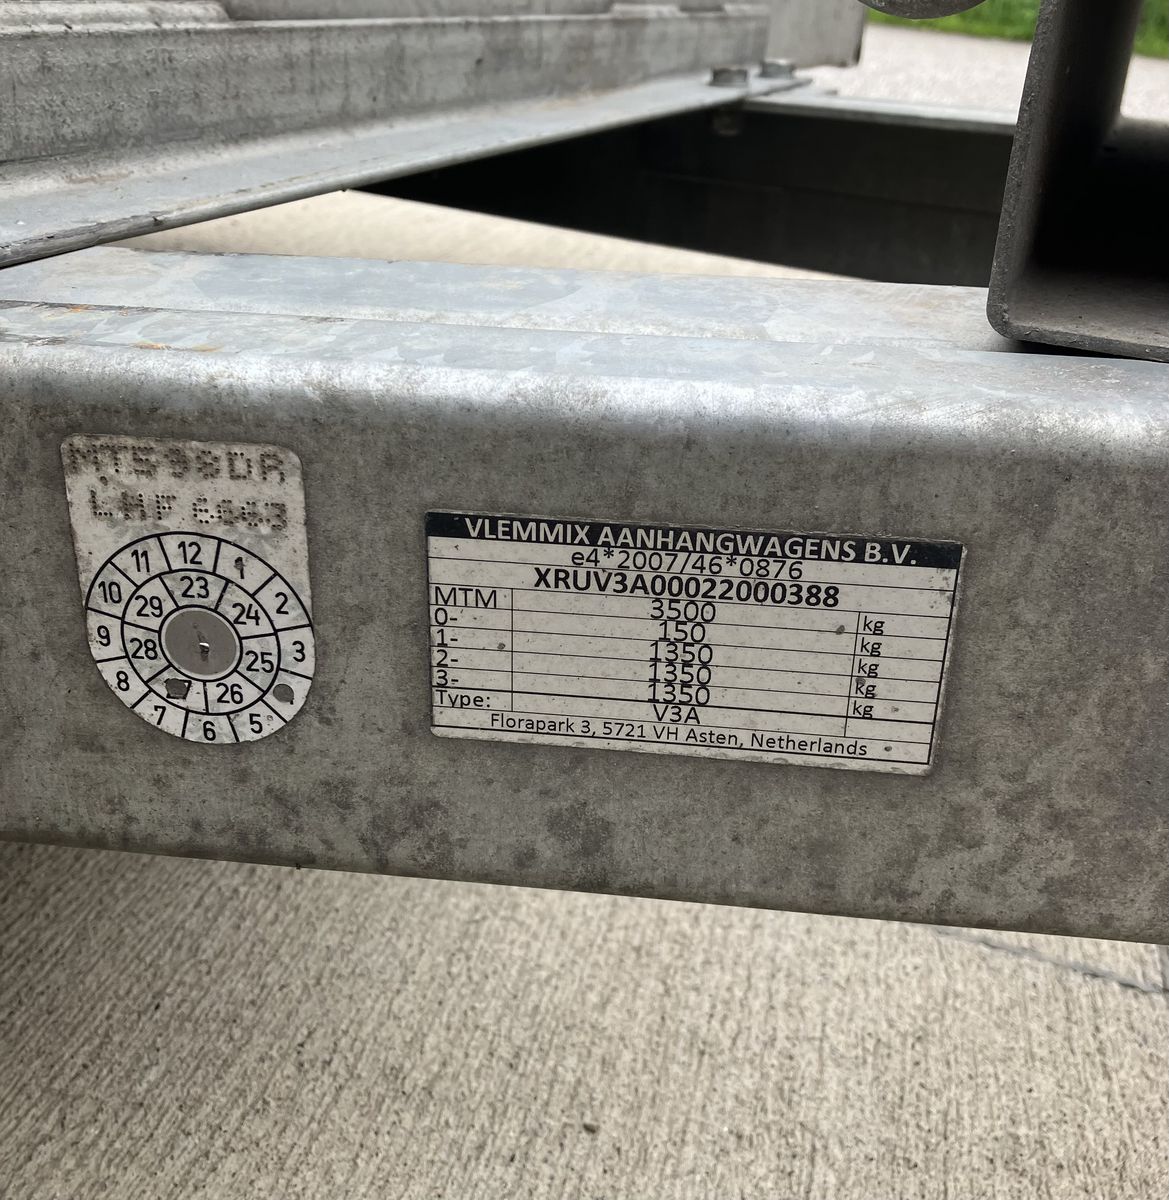 MT538DR
11 12 1
10 23 2
29 24
9 28 25 3
8 26
7 6 5
VLEMMIX AANHANGWAGENS B.V.
e4*2007/46*0876
XRUV3A00022000388
MTM 3500 kg
0- 150 kg
1- 1350 kg
2- 1350 kg
3- 1350 kg
Type: V3A
Florapark 3, 5721 VH Asten, Netherlands